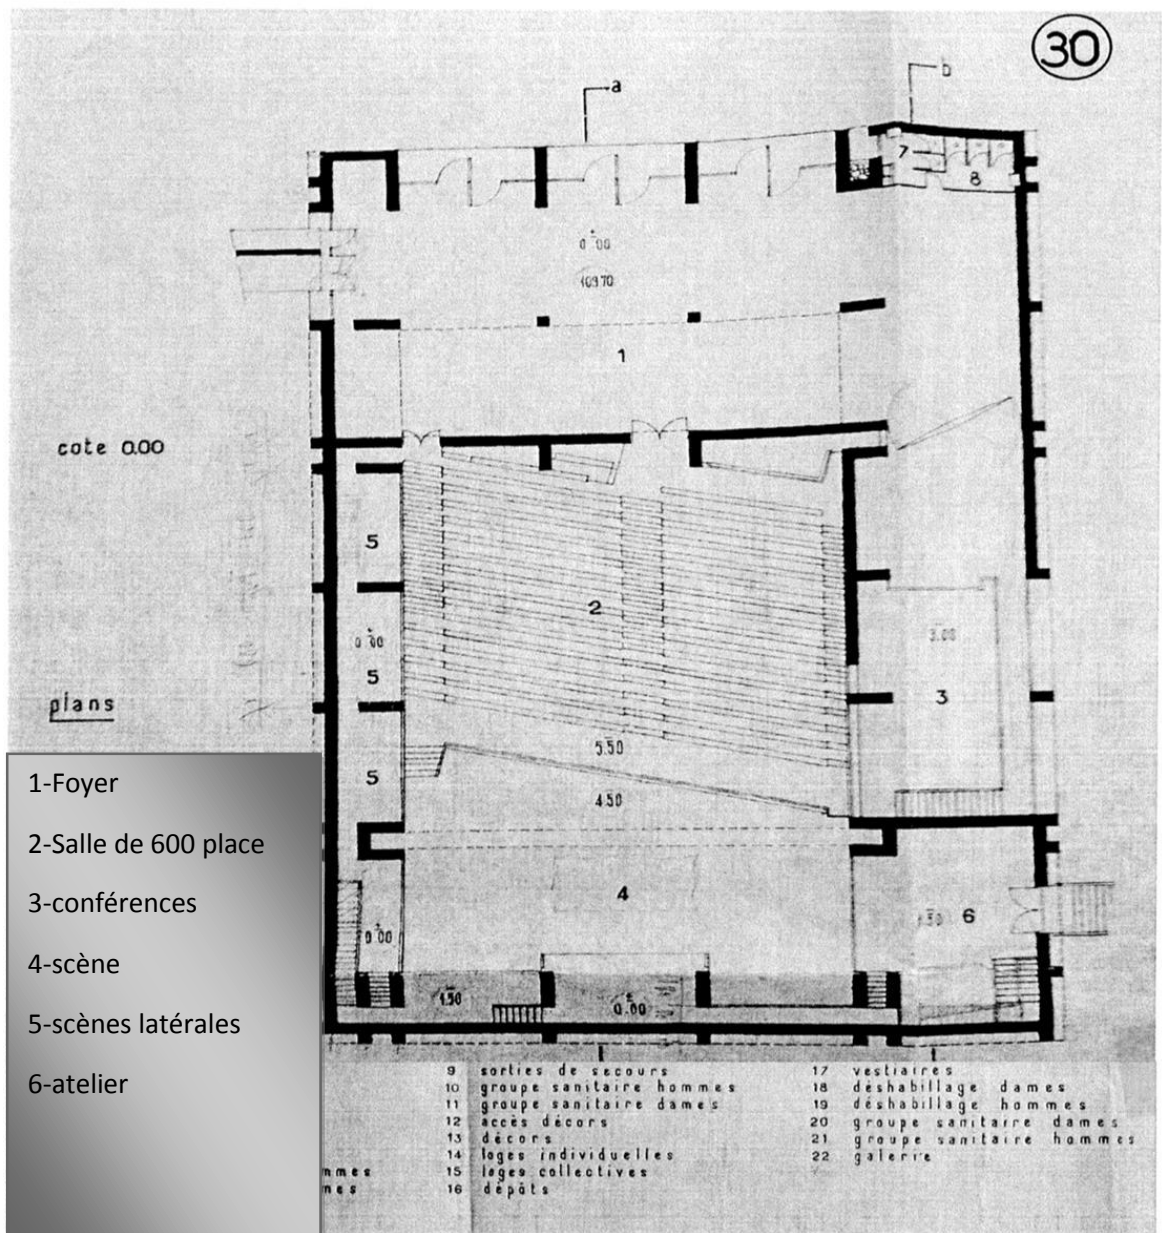 30
a
b
7
8
0.00
109.70
1
cote 0.00
5
2
0.00
3.00
5
3
plans
5.50
5
4.50
4
6
0.00
1.50
1.50
0.00
1-Foyer
2-Salle de 600 place
3-conférences
4-scène
5-scènes latérales
6-atelier
9 sorties de secours
10 groupe sanitaire hommes
11 groupe sanitaire dames
12 accès décors
13 décors
14 loges individuelles
mmes 15 loges collectives
mes 16 dépôts
17 vestiaires
18 déshabillage dames
19 déshabillage hommes
20 groupe sanitaire dames
21 groupe sanitaire hommes
22 galerie